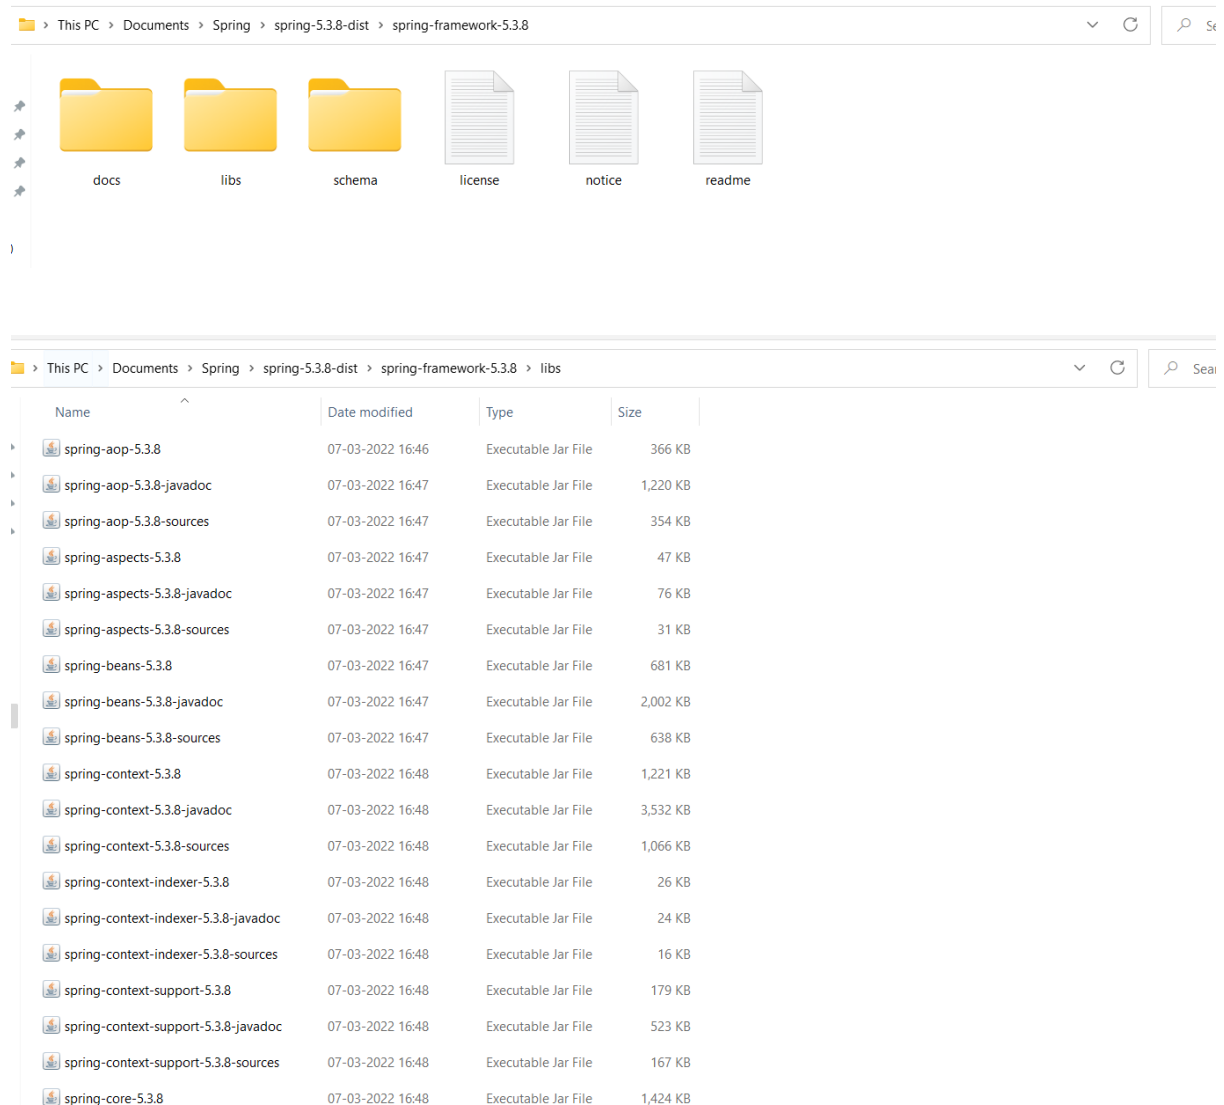 This PC > Documents > Spring > spring-5.3.8-dist > spring-framework-5.3.8
docs libs schema license notice readme
This PC > Documents > Spring > spring-5.3.8-dist > spring-framework-5.3.8 > libs
Name Date modified Type Size
spring-aop-5.3.8 07-03-2022 16:46 Executable Jar File 366 KB
spring-aop-5.3.8-javadoc 07-03-2022 16:47 Executable Jar File 1,220 KB
spring-aop-5.3.8-sources 07-03-2022 16:47 Executable Jar File 354 KB
spring-aspects-5.3.8 07-03-2022 16:47 Executable Jar File 47 KB
spring-aspects-5.3.8-javadoc 07-03-2022 16:47 Executable Jar File 76 KB
spring-aspects-5.3.8-sources 07-03-2022 16:47 Executable Jar File 31 KB
spring-beans-5.3.8 07-03-2022 16:47 Executable Jar File 681 KB
spring-beans-5.3.8-javadoc 07-03-2022 16:47 Executable Jar File 2,002 KB
spring-beans-5.3.8-sources 07-03-2022 16:47 Executable Jar File 638 KB
spring-context-5.3.8 07-03-2022 16:48 Executable Jar File 1,221 KB
spring-context-5.3.8-javadoc 07-03-2022 16:48 Executable Jar File 3,532 KB
spring-context-5.3.8-sources 07-03-2022 16:48 Executable Jar File 1,066 KB
spring-context-indexer-5.3.8 07-03-2022 16:48 Executable Jar File 26 KB
spring-context-indexer-5.3.8-javadoc 07-03-2022 16:48 Executable Jar File 24 KB
spring-context-indexer-5.3.8-sources 07-03-2022 16:48 Executable Jar File 16 KB
spring-context-support-5.3.8 07-03-2022 16:48 Executable Jar File 179 KB
spring-context-support-5.3.8-javadoc 07-03-2022 16:48 Executable Jar File 523 KB
spring-context-support-5.3.8-sources 07-03-2022 16:48 Executable Jar File 167 KB
spring-core-5.3.8 07-03-2022 16:48 Executable Jar File 1,424 KB